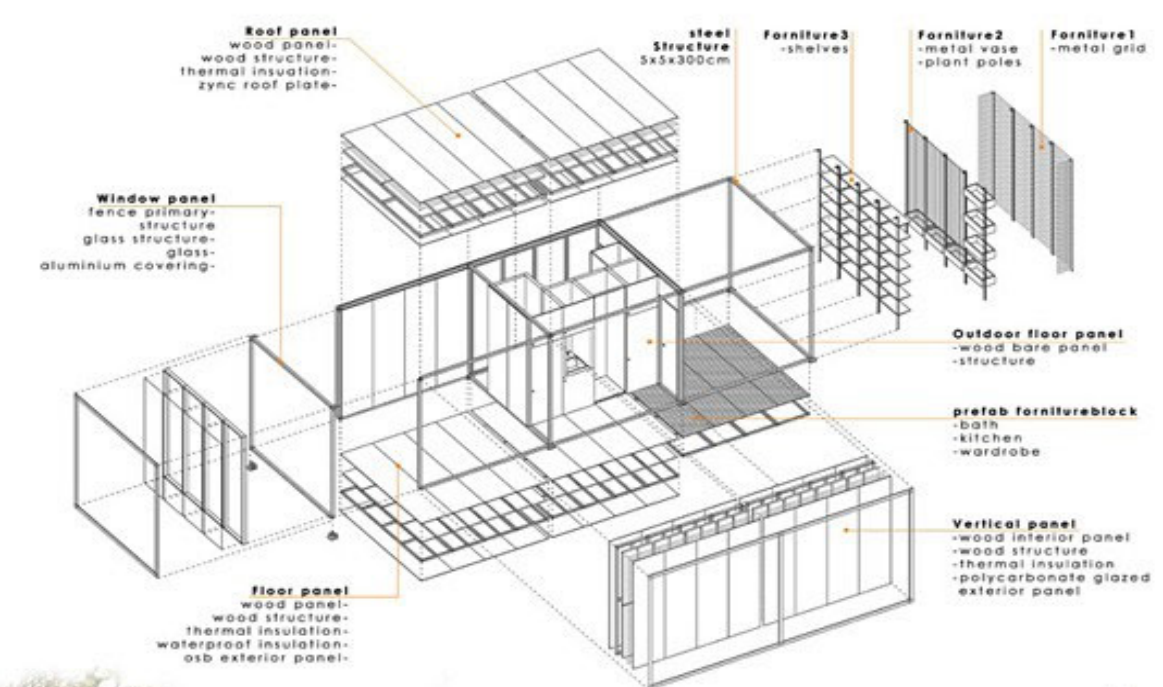 Roof panel
wood panel-
wood structure-
thermal insuation-
zync roof plate-
steel
Structure
5x5x300cm
Forniture3
-shelves
Forniture2
-metal vase
-plant poles
Forniture1
-metal grid
Window panel
fence primary-
structure
glass structure-
glass-
aluminium covering-
Outdoor floor panel
-wood bare panel
-structure
prefab fornitureblock
-bath
-kitchen
-wardrobe
Vertical panel
-wood interior panel
-wood structure
-thermal insulation
-polycarbonate glazed
exterior panel
Floor panel
wood panel-
wood structure-
thermal insulation-
waterproof insulation-
osb exterior panel-